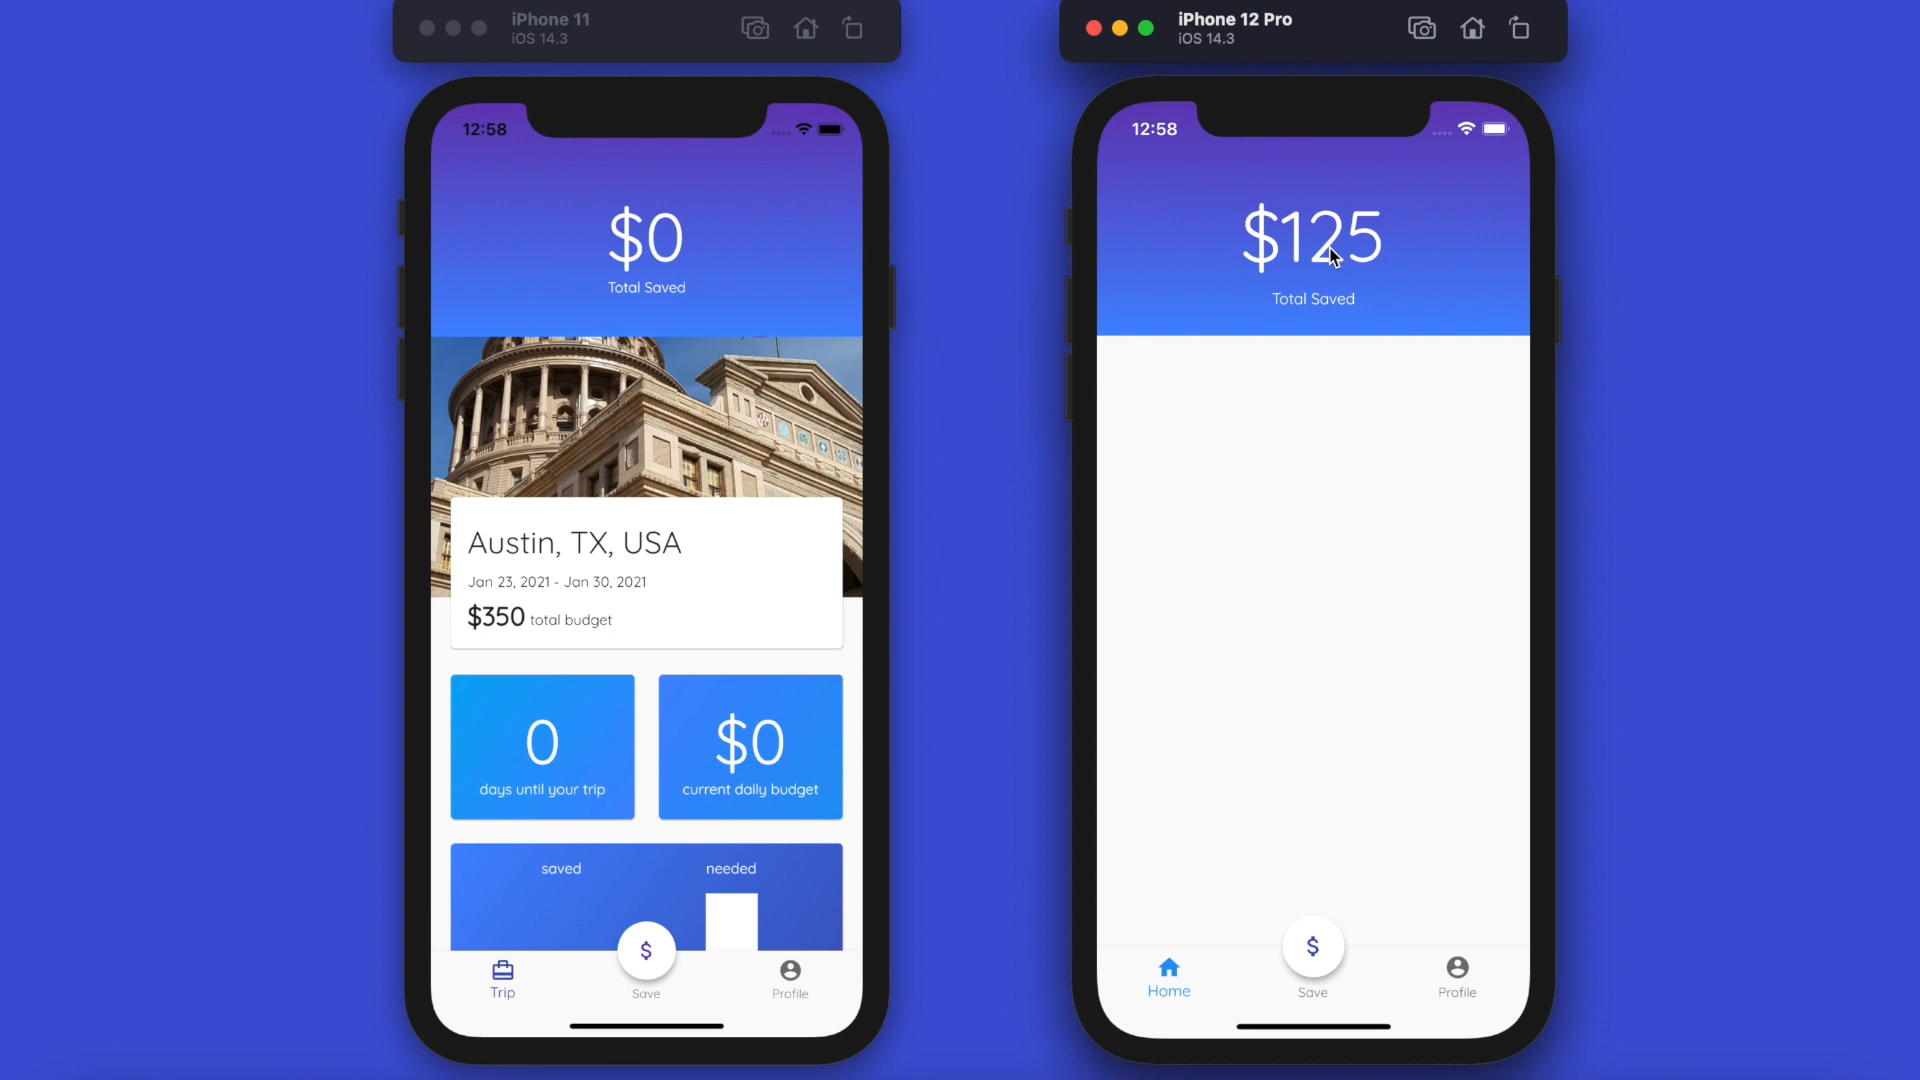 iPhone 11
iOS 14.3
12:58
$0
Total Saved
Austin, TX, USA
Jan 23, 2021 - Jan 30, 2021
$350 total budget
0
days until your trip
$0
current daily budget
saved
needed
$
Trip
Save
Profile
iPhone 12 Pro
iOS 14.3
12:58
$125
Total Saved
$
Home
Save
Profile